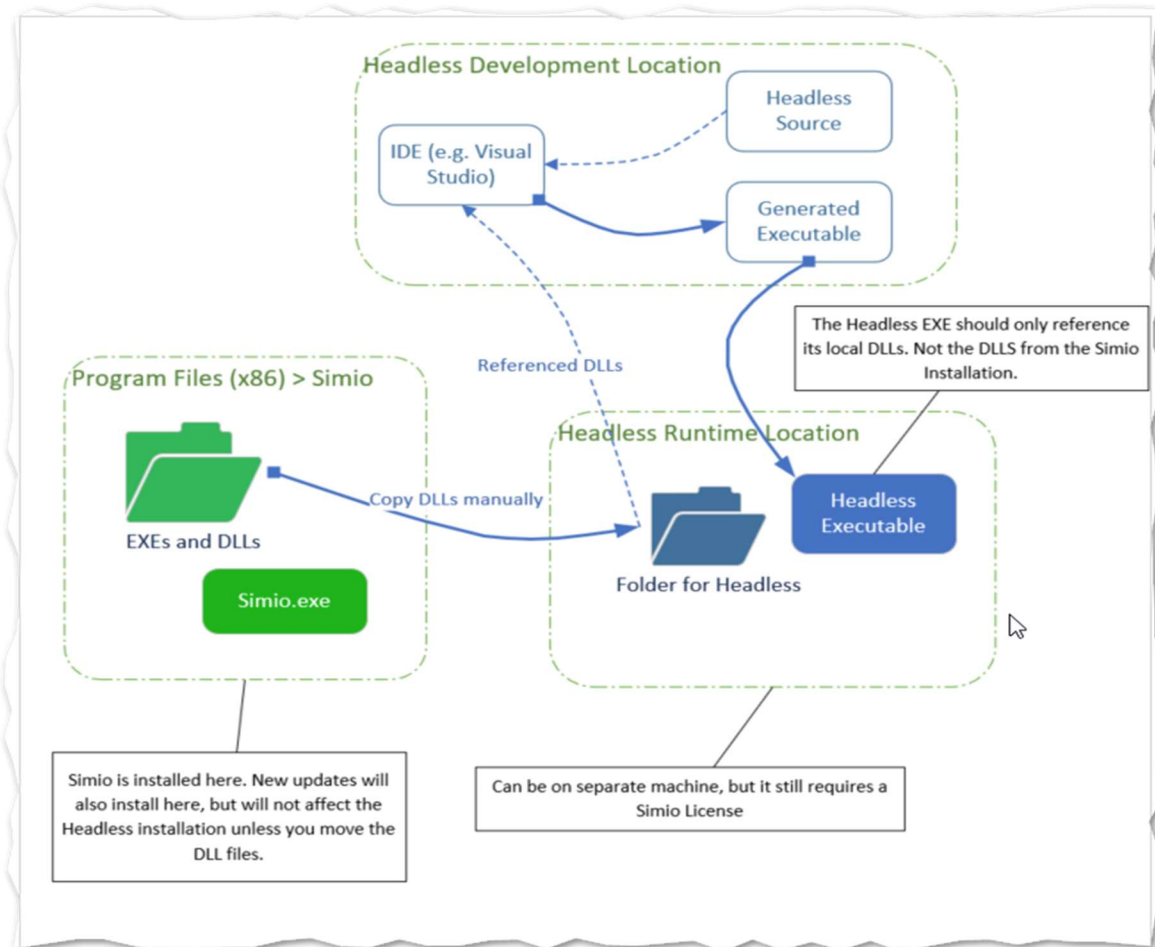 Headless Development Location
Headless
Source
IDE (e.g. Visual
Studio)
Generated
Executable
The Headless EXE should only reference
its local DLLs. Not the DLLS from the Simio
Installation.
Referenced DLLs
Program Files (x86) > Simio
Headless Runtime Location
Copy DLLs manually
Headless
Executable
EXEs and DLLs
Folder for Headless
Simio.exe
Simio is installed here. New updates will
also install here, but will not affect the
Headless installation unless you move the
DLL files.
Can be on separate machine, but it still requires a
Simio License